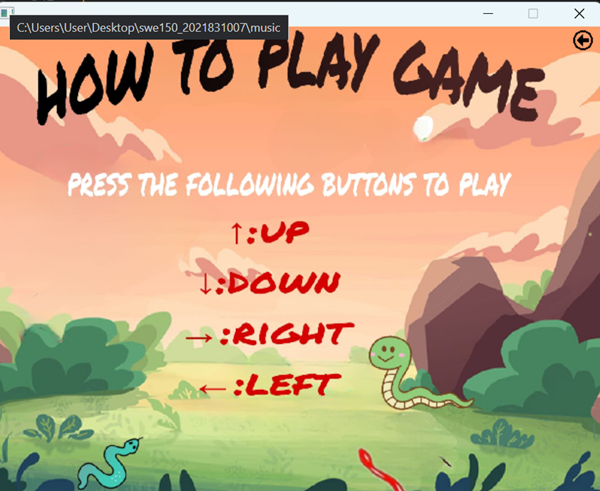 C:\Users\User\Desktop\swe150_2021831007\music
HOW TO PLAY GAME
PRESS THE FOLLOWING BUTTONS TO PLAY
↑:UP
↓:DOWN
→:RIGHT
←:LEFT